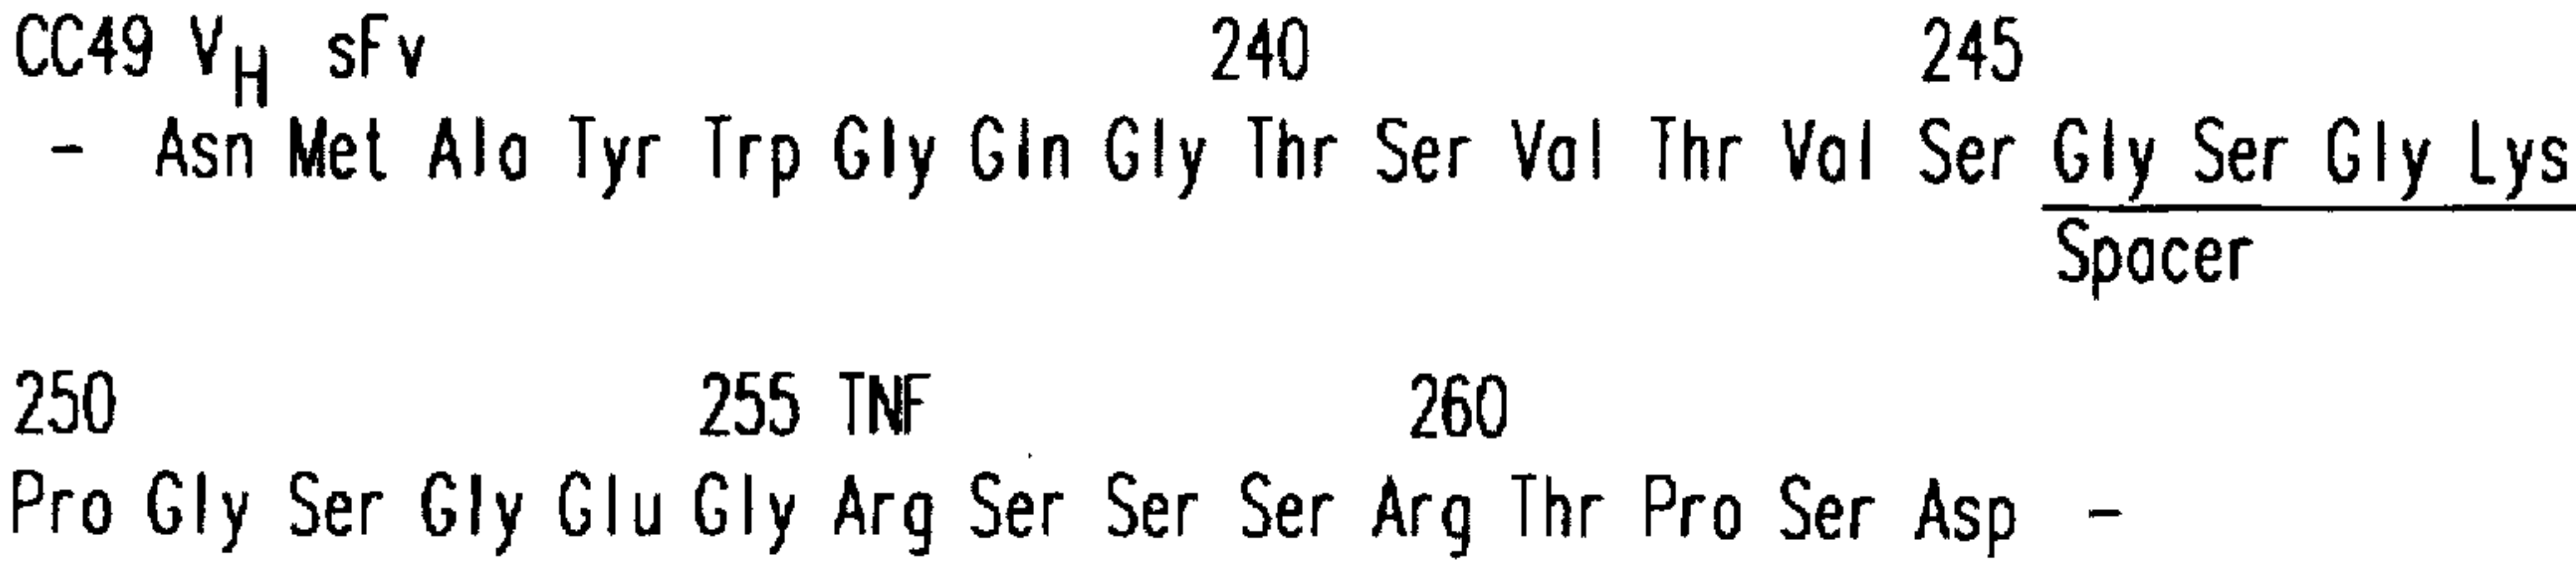 CC49 VH sFv 240 245
- Asn Met Ala Tyr Trp Gly Gln Gly Thr Ser Val Thr Val Ser Gly Ser Gly Lys
Spacer
250 255 TNF 260
Pro Gly Ser Gly Glu Gly Arg Ser Ser Ser Arg Thr Pro Ser Asp -